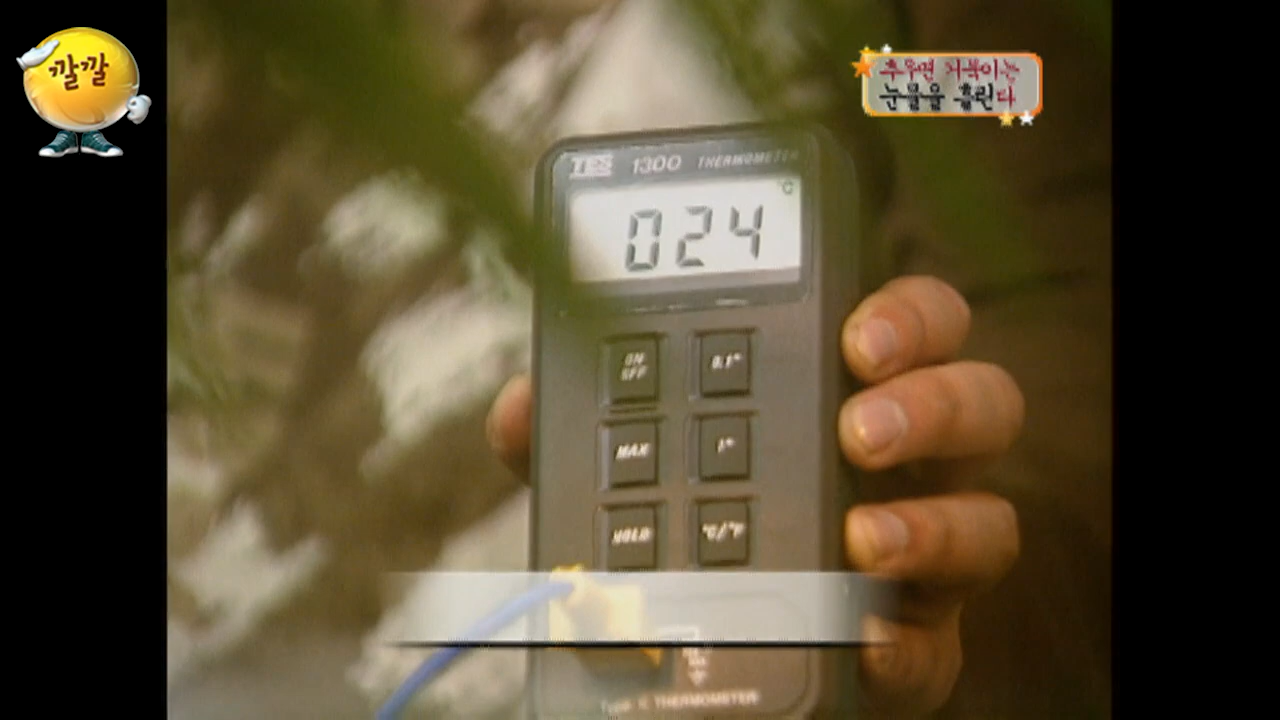 깔깔
추우면 거북이는
눈물을 흘린다
TES 1300 THERMOMETER
°C
024
ON
OFF
0.1°
MAX
1°
HOLD
°C/°F
Type K THERMOMETER